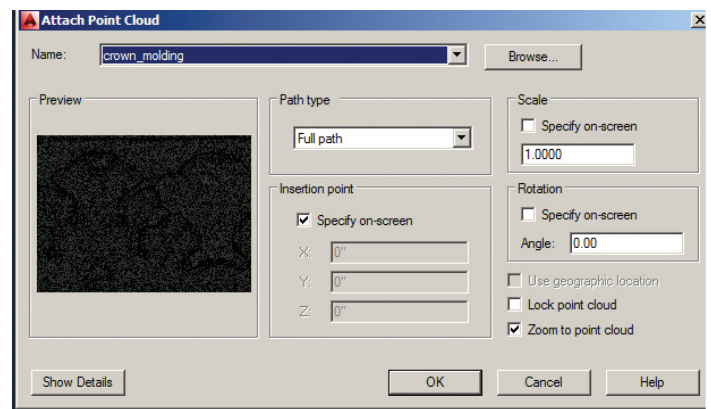 Attach Point Cloud
Name:
crown_molding
Browse...
Preview
Path type
Full path
Insertion point
Specify on-screen
X:
0"
Y:
0"
Z:
0"
Scale
Specify on-screen
1.0000
Rotation
Specify on-screen
Angle:
0.00
Use geographic location
Lock point cloud
Zoom to point cloud
Show Details
OK
Cancel
Help